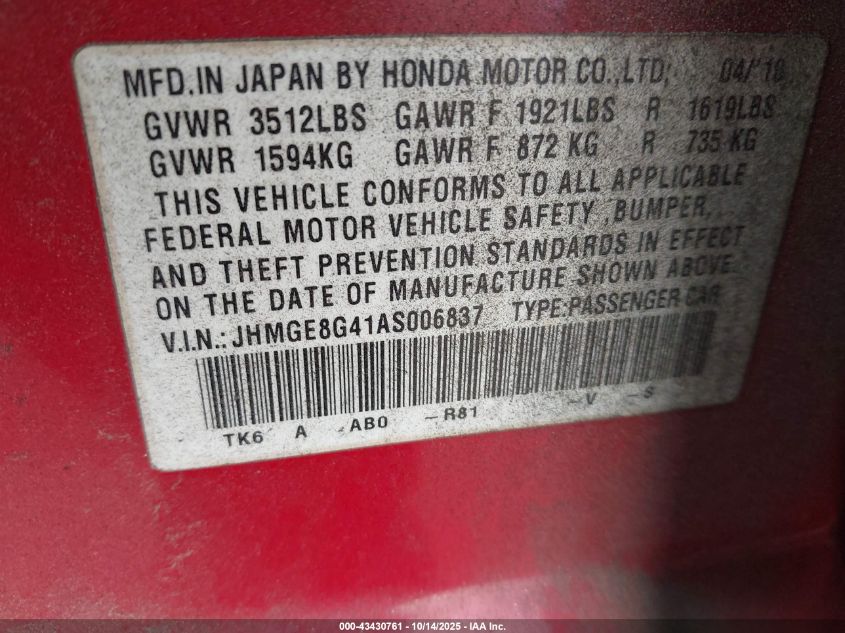 MFD.IN JAPAN BY HONDA MOTOR CO.,LTD, 04/'10
GVWR 3512LBS GAWR F 1921LBS R 1619LBS
GVWR 1594KG GAWR F 872 KG R 735 KG
THIS VEHICLE CONFORMS TO ALL APPLICABLE
FEDERAL MOTOR VEHICLE SAFETY ,BUMPER,
AND THEFT PREVENTION STANDARDS IN EFFECT
ON THE DATE OF MANUFACTURE SHOWN ABOVE.
V.I.N.: JHMGE8G41AS006837 TYPE:PASSENGER CAR
TK6 A -AB0 -R81 -V -S
000-43430761 | 10/14/2025 - IAA Inc.